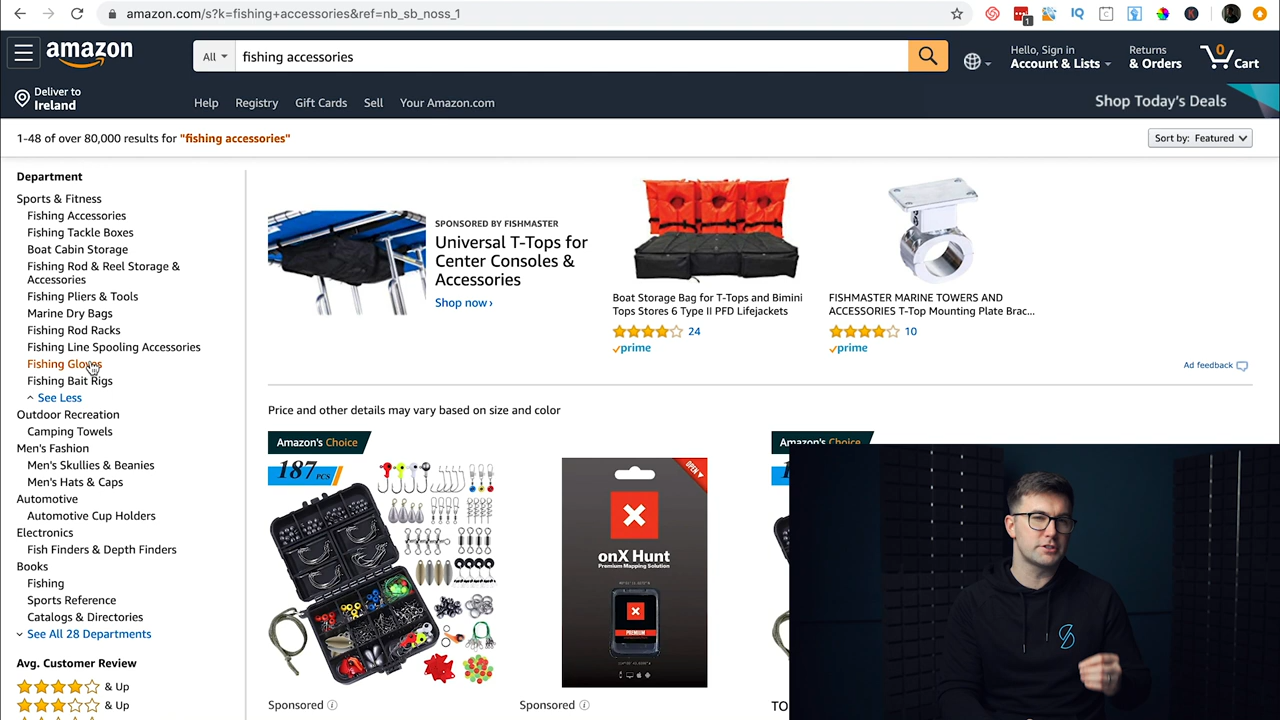 amazon.com/s?k=fishing+accessories&ref=nb_sb_noss_1
1
IQ
K
amazon
All
fishing accessories
Hello, Sign in
Account & Lists
Returns
& Orders
0
Cart
Deliver to
Ireland
Help
Registry
Gift Cards
Sell
Your Amazon.com
Shop Today's Deals
1-48 of over 80,000 results for "fishing accessories"
Sort by: Featured
Department
Sports & Fitness
Fishing Accessories
Fishing Tackle Boxes
Boat Cabin Storage
Fishing Rod & Reel Storage &
Accessories
Fishing Pliers & Tools
Marine Dry Bags
Fishing Rod Racks
Fishing Line Spooling Accessories
Fishing Gloves
Fishing Bait Rigs
See Less
Outdoor Recreation
Camping Towels
Men's Fashion
Men's Skullies & Beanies
Men's Hats & Caps
Automotive
Automotive Cup Holders
Electronics
Fish Finders & Depth Finders
Books
Fishing
Sports Reference
Catalogs & Directories
See All 28 Departments
Avg. Customer Review
& Up
& Up
SPONSORED BY FISHMASTER
Universal T-Tops for
Center Consoles &
Accessories
Shop now›
Boat Storage Bag for T-Tops and Bimini
Tops Stores 6 Type II PFD Lifejackets
24
prime
FISHMASTER MARINE TOWERS AND
ACCESSORIES T-Top Mounting Plate Brac...
10
prime
Ad feedback
Price and other details may vary based on size and color
Amazon's Choice
187 PCS
Sponsored
OPEN
onX Hunt
Premium Mapping Solution
PREMIUM
Sponsored
Amazon's Choice
TO